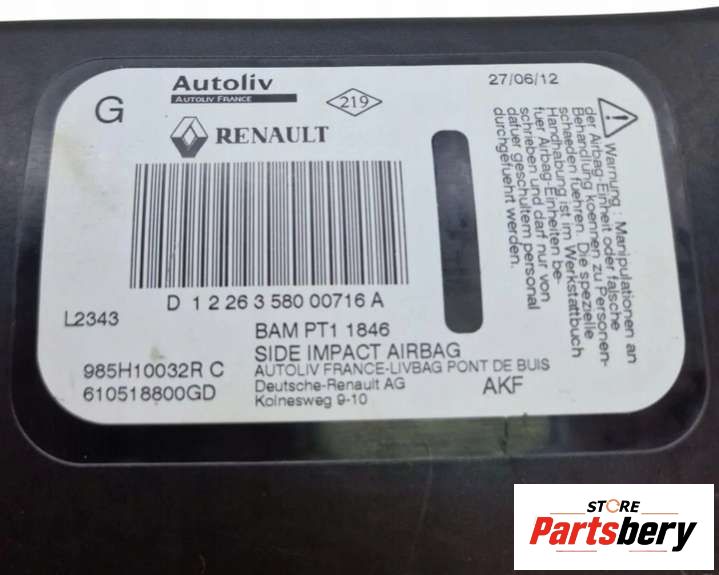 G
Autoliv
AUTOLIV FRANCE
219
27/06/12
RENAULT
D 1 2 26 3 580 00716 A
L2343
BAM PT1 1846
SIDE IMPACT AIRBAG
985H10032R C
AUTOLIV FRANCE-LIVBAG PONT DE BUIS
610518800GD
Deutsche-Renault AG
AKF
Kolnesweg 9-10
Warnung : Manipulationen an
der Airbag-Einheit oder falsche
Behandlung koennen zu Personen-
schaeden fuehren. Die spezielle
Handhabung ist im Werkstattbuch
fuer Airbag-Einheiten be-
schrieben und darf nur von
dafuer geschultem personal
durchgefuehrt werden.
STORE
Partsbery